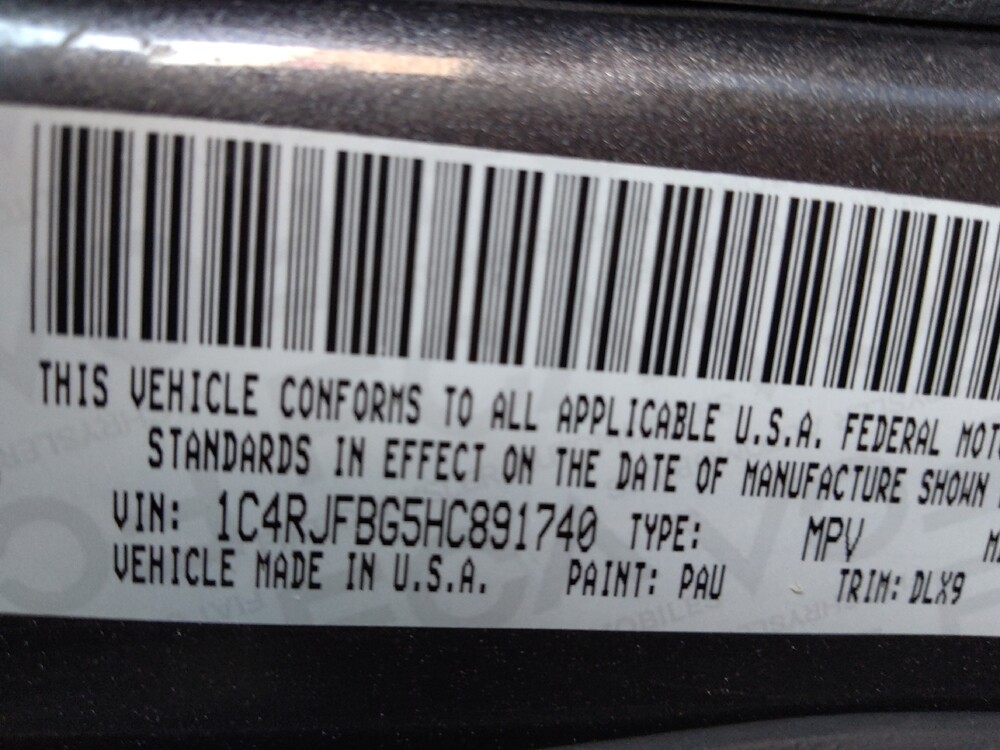 THIS VEHICLE CONFORMS TO ALL APPLICABLE U.S.A. FEDERAL MOT
STANDARDS IN EFFECT ON THE DATE OF MANUFACTURE SHOWN
VIN: 1C4RJFBG5HC891740 TYPE: MPV
VEHICLE MADE IN U.S.A. PAINT: PAU TRIM: DLX9